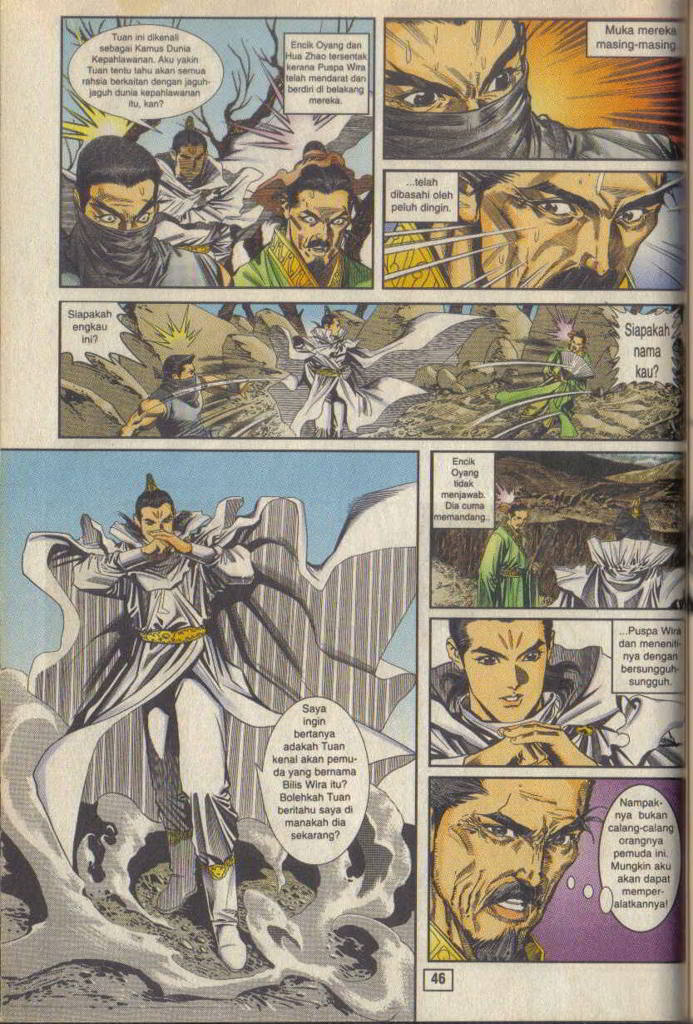 Tuan ini dikenali
sebagai Kamus Dunia
Kepahlawanan. Aku yakin
Tuan tentu tahu akan semua
rahsia berkaitan dengan jaguh-
jaguh dunia kepahlawanan
itu, kan?
Encik Oyang dan
Hua Zhao tersentak
kerana Puspa Wira
telah mendarat dan
berdiri di belakang
mereka.
Muka mereka
masing-masing
...telah
dibasahi oleh
peluh dingin.
Siapakah
engkau
ini?
Siapakah
nama
kau?
Saya
ingin
bertanya
adakah Tuan
kenal akan pemu-
da yang bernama
Bilis Wira itu?
Bolehkah Tuan
beritahu saya di
manakah dia
sekarang?
Encik
Oyang
tidak
menjawab.
Dia cuma
memandang..
...Puspa Wira
dan meneniti-
nya dengan
bersungguh-
sungguh.
Nampak-
nya bukan
calang-calang
orangnya
pemuda ini.
Mungkin aku
akan dapat
memper-
alatkannya!
46